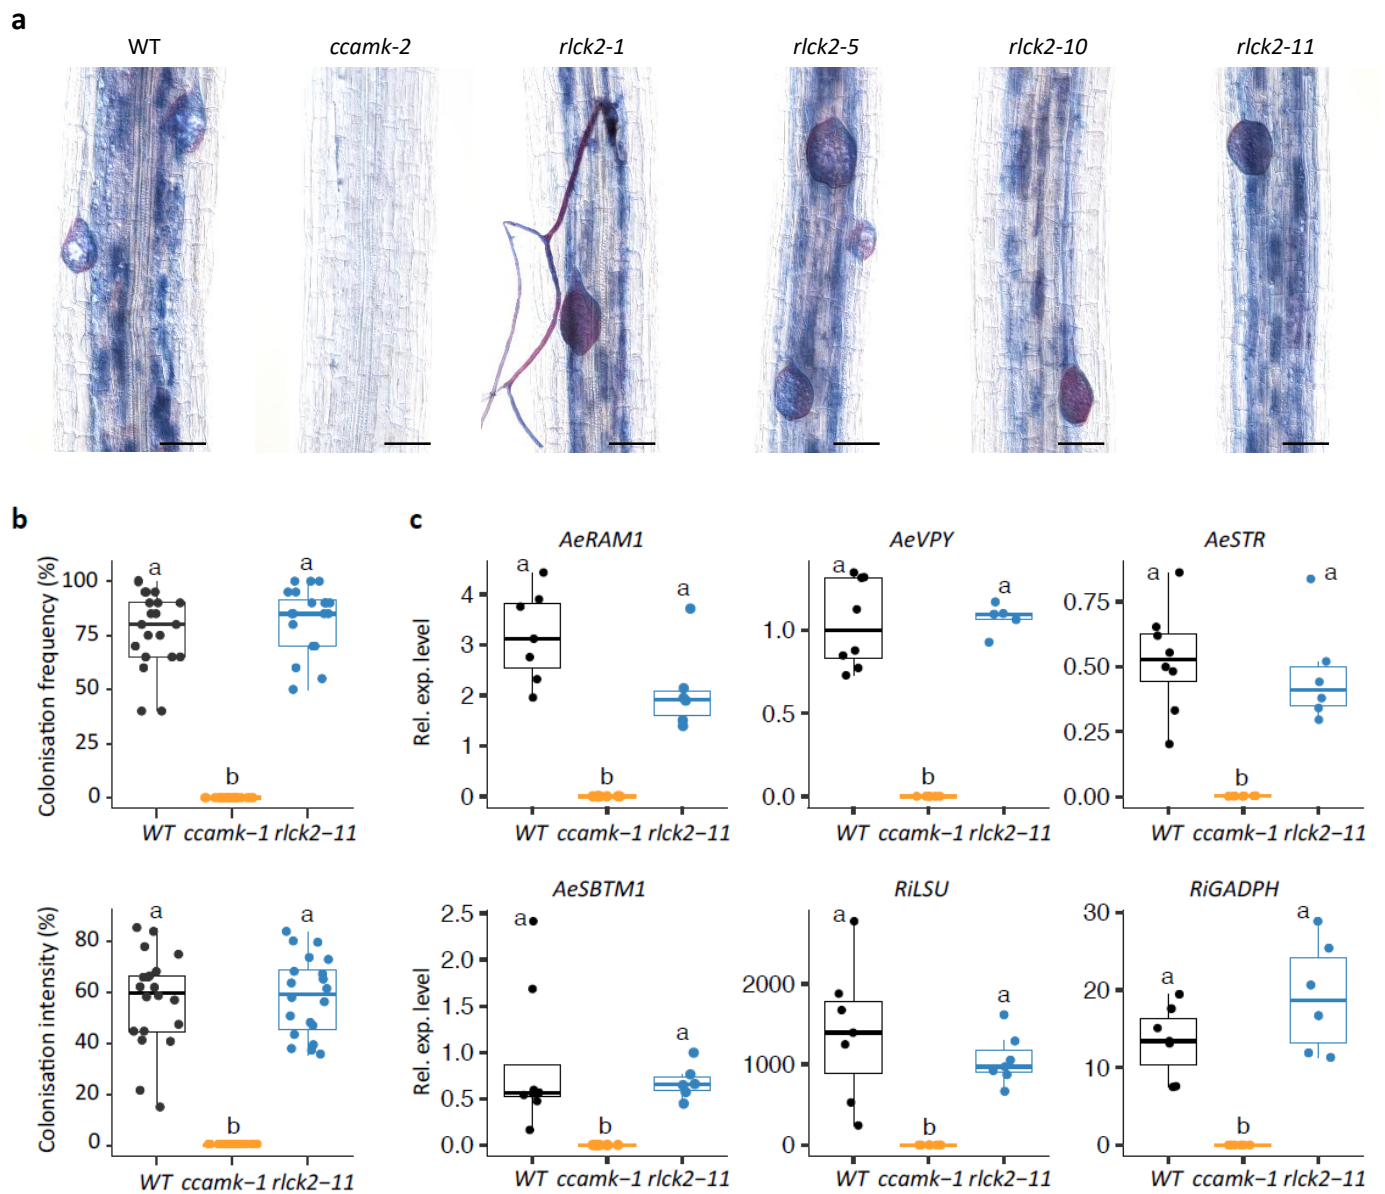 a
WT ccamk-2 rlck2-1 rlck2-5 rlck2-10 rlck2-11
b
Colonisation frequency (%)
100
75
50
25
0
a
b
a
WT ccamk−1 rlck2−11
Colonisation intensity (%)
80
60
40
20
0
a
b
a
WT ccamk−1 rlck2−11
c
AeRAM1
Rel. exp. level
4
3
2
1
0
a
b
a
WT ccamk−1 rlck2−11
AeVPY
1.0
0.5
0.0
a
b
a
WT ccamk−1 rlck2−11
AeSTR
0.75
0.50
0.25
0.00
a
b
a
WT ccamk−1 rlck2−11
AeSBTM1
Rel. exp. level
2.5
2.0
1.5
1.0
0.5
0.0
a
b
a
WT ccamk−1 rlck2−11
RiLSU
2000
1000
0
a
b
a
WT ccamk−1 rlck2−11
RiGADPH
30
20
10
0
a
b
a
WT ccamk−1 rlck2−11